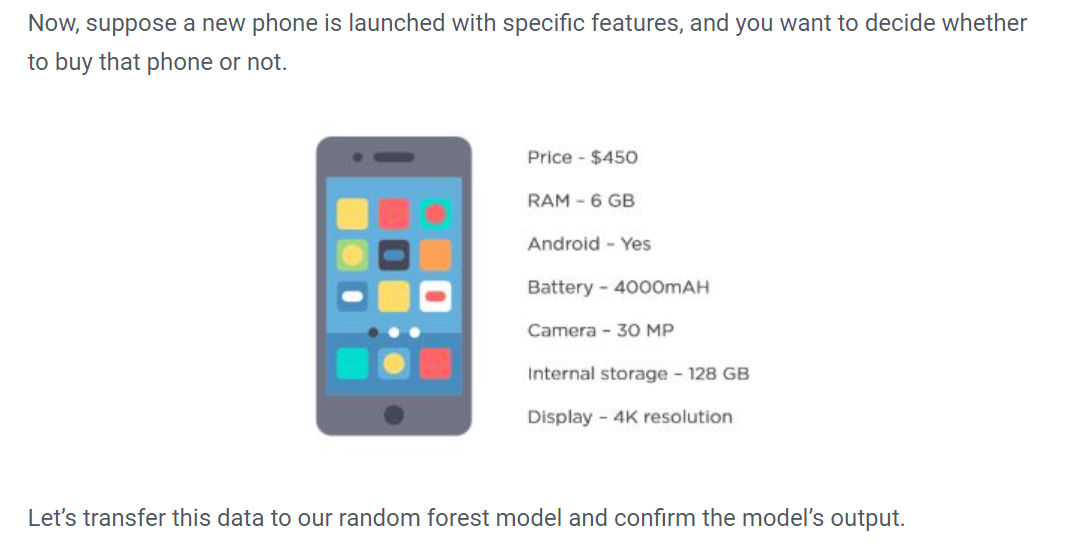 Now, suppose a new phone is launched with specific features, and you want to decide whether
to buy that phone or not.
Price - $450
RAM - 6 GB
Android - Yes
Battery - 4000mAH
Camera - 30 MP
Internal storage - 128 GB
Display - 4K resolution
Let's transfer this data to our random forest model and confirm the model's output.